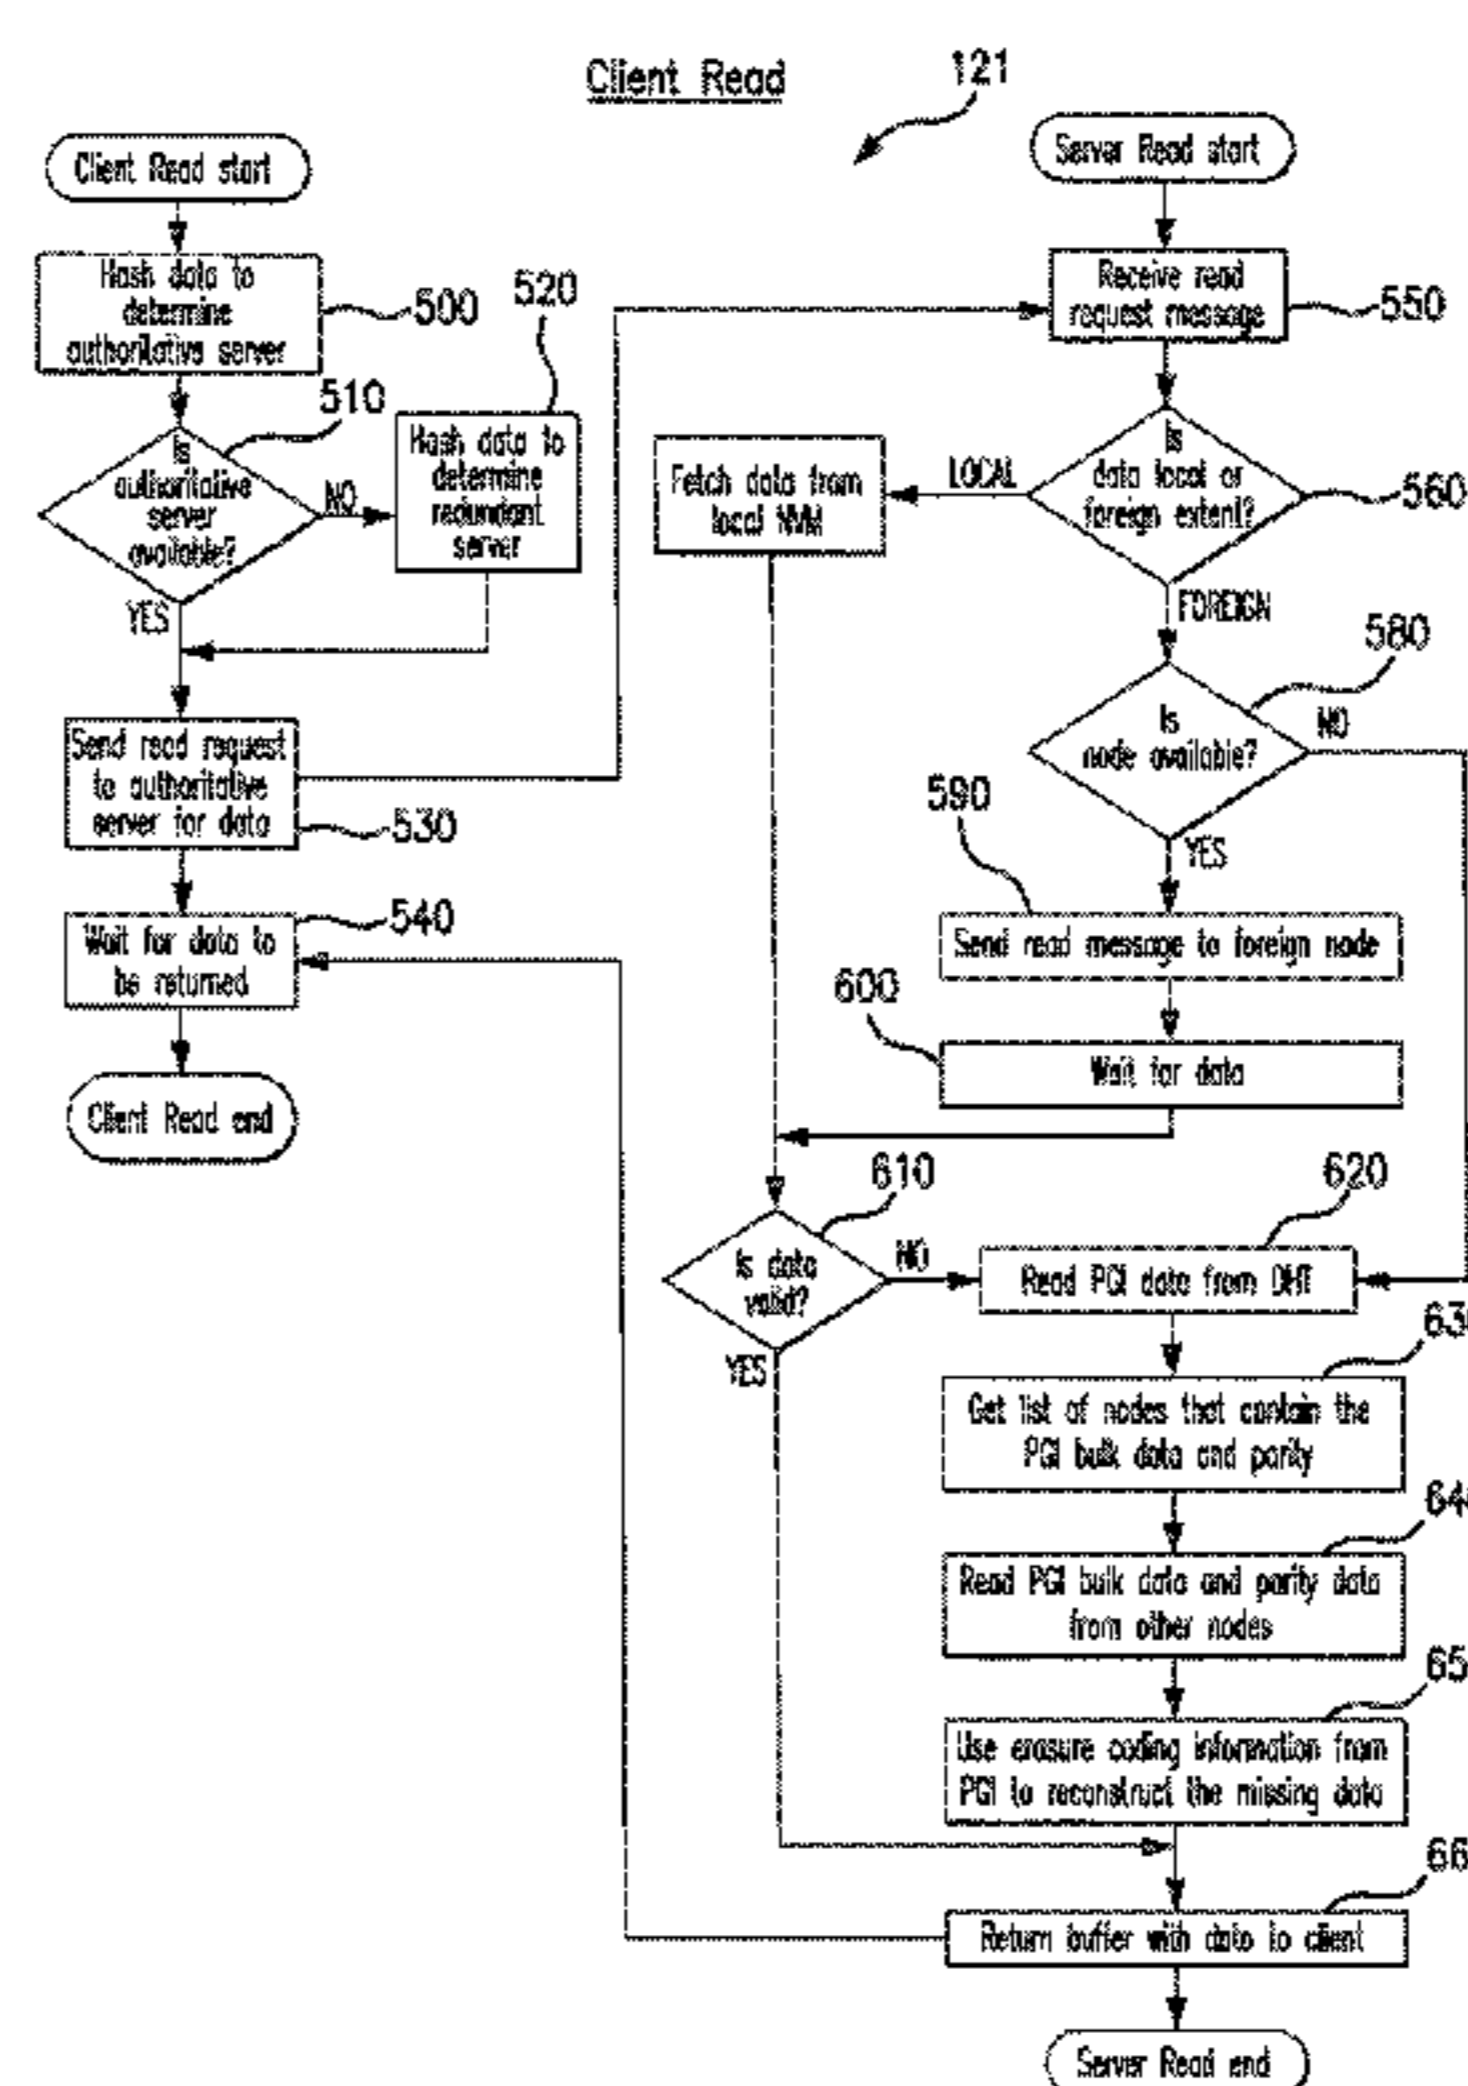 Client Read
121
Client Read start
Hash data to
determine
authoritative server
500
510
Is
authoritative
server
available?
NO
YES
520
Hash data to
determine
redundant
server
Send read request
to authoritative
server for data
530
Wait for data to
be returned
540
Client Read end
Server Read start
Receive read
request message
550
Is
data local or
foreign extent?
560
LOCAL
FOREIGN
Fetch data from
local NVM
580
Is
node available?
NO
YES
590
Send read message to foreign node
600
Wait for data
610
Is data
valid?
NO
YES
620
Read PGI data from DHT
63
Get list of nodes that contain the
PGI bulk data and parity
64
Read PGI bulk data and parity data
from other nodes
65
Use erasure coding information from
PGI to reconstruct the missing data
66
Return buffer with data to client
Server Read end